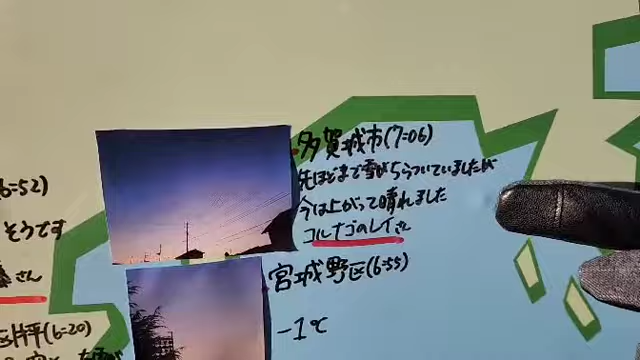 多賀城市(7:06)
先ほどまで雪がちらついていましたが
今は上がって晴れました
コルナゴのレイさん
宮城野区(6:55)
-1℃
6:52)
そうです
さん
坪(6:20)